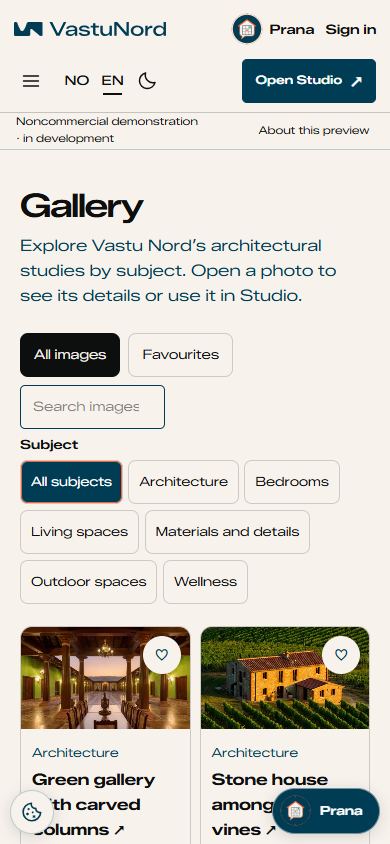 VastuNord
Prana Sign in
NO EN
Open Studio ↗
Noncommercial demonstration
· in development
About this preview
Gallery
Explore Vastu Nord’s architectural
studies by subject. Open a photo to
see its details or use it in Studio.
All images Favourites
Search images
Subject
All subjects Architecture Bedrooms
Living spaces Materials and details
Outdoor spaces Wellness
Architecture
Green gallery
with carved
columns ↗
Architecture
Stone house
among
vines ↗
Prana